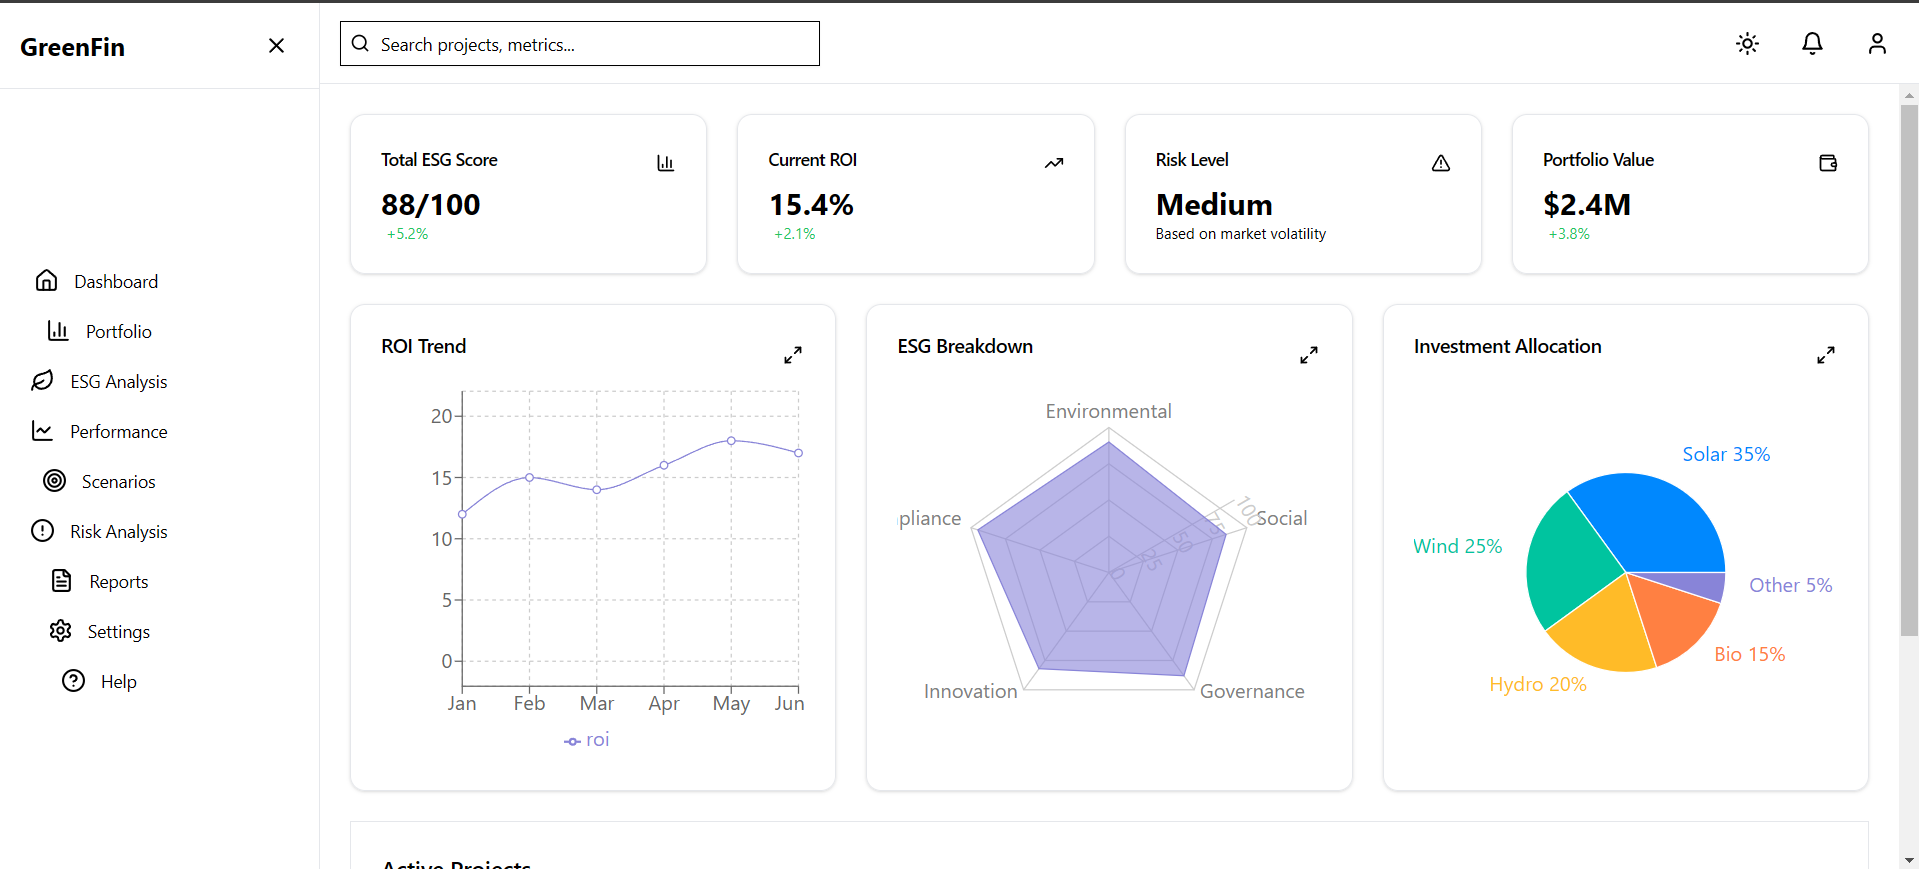 GreenFin
Search projects, metrics...
Dashboard
Portfolio
ESG Analysis
Performance
Scenarios
Risk Analysis
Reports
Settings
Help
Total ESG Score
88/100
+5.2%
Current ROI
15.4%
+2.1%
Risk Level
Medium
Based on market volatility
Portfolio Value
$2.4M
+3.8%
ROI Trend
20
15
10
5
0
Jan Feb Mar Apr May Jun
roi
ESG Breakdown
Environmental
pliance
Social
Innovation
Governance
100
75
50
25
0
Investment Allocation
Solar 35%
Wind 25%
Other 5%
Bio 15%
Hydro 20%
Active Projects